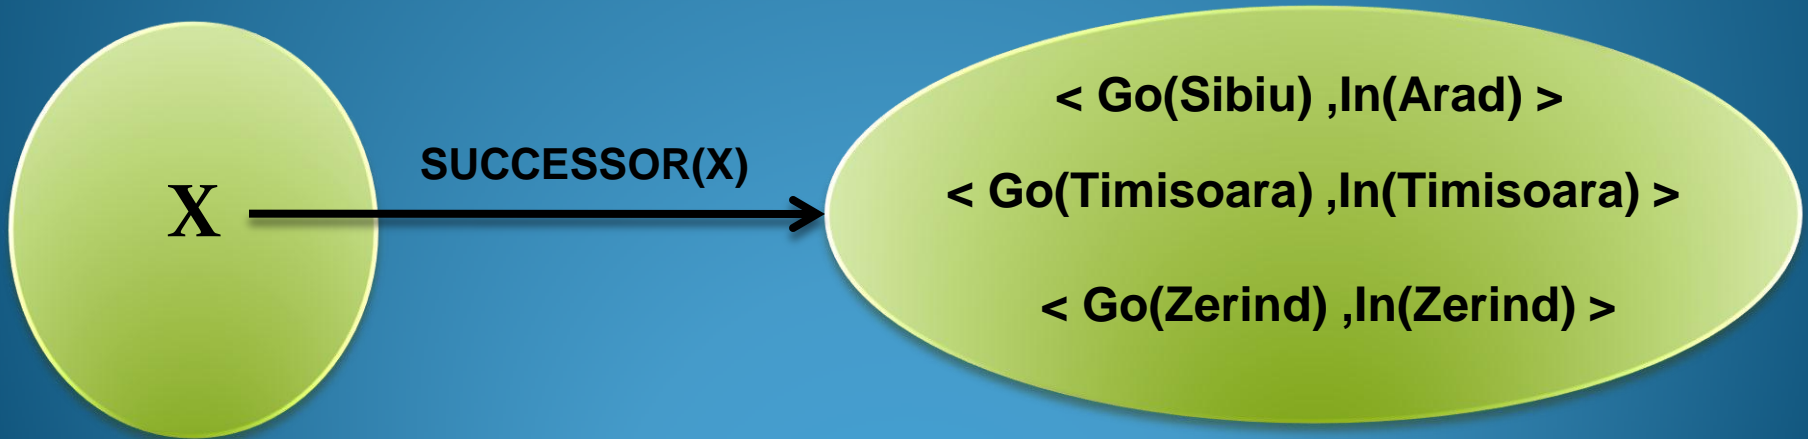 X
SUCCESSOR(X)
< Go(Sibiu) ,In(Arad) >
< Go(Timisoara) ,In(Timisoara) >
< Go(Zerind) ,In(Zerind) >